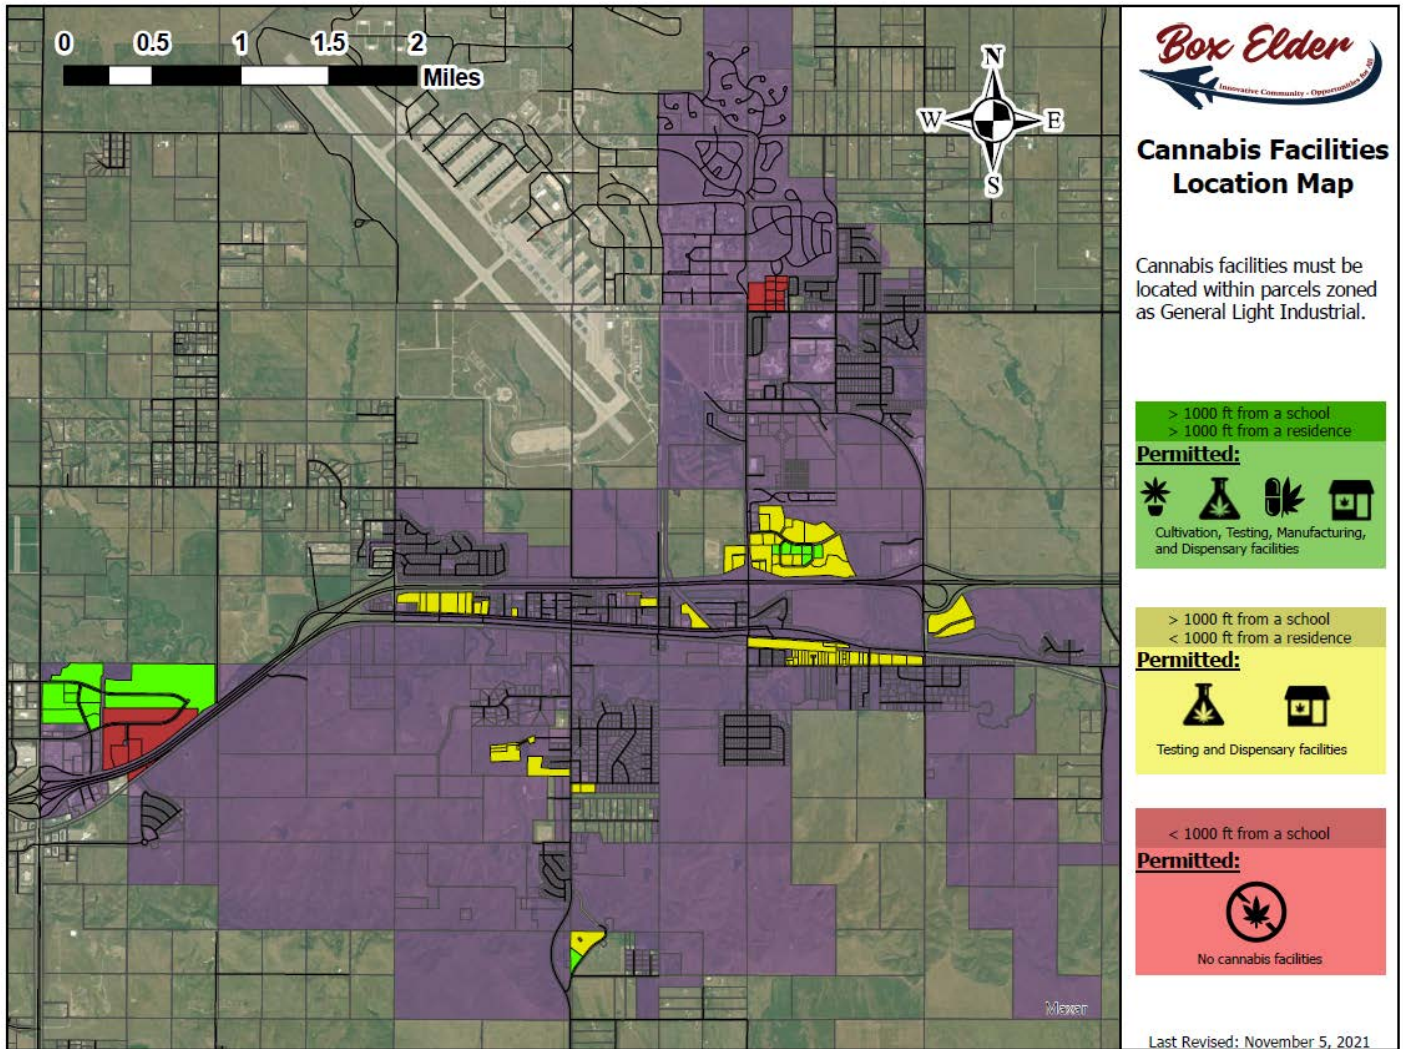 0 0.5 1 1.5 2
Miles
N
W E
S
Maxar
Box Elder
Innovative Community - Opportunities for All
Cannabis Facilities
Location Map
Cannabis facilities must be
located within parcels zoned
as General Light Industrial.
> 1000 ft from a school
> 1000 ft from a residence
Permitted:
Cultivation, Testing, Manufacturing,
and Dispensary facilities
> 1000 ft from a school
< 1000 ft from a residence
Permitted:
Testing and Dispensary facilities
< 1000 ft from a school
Permitted:
No cannabis facilities
Last Revised: November 5, 2021